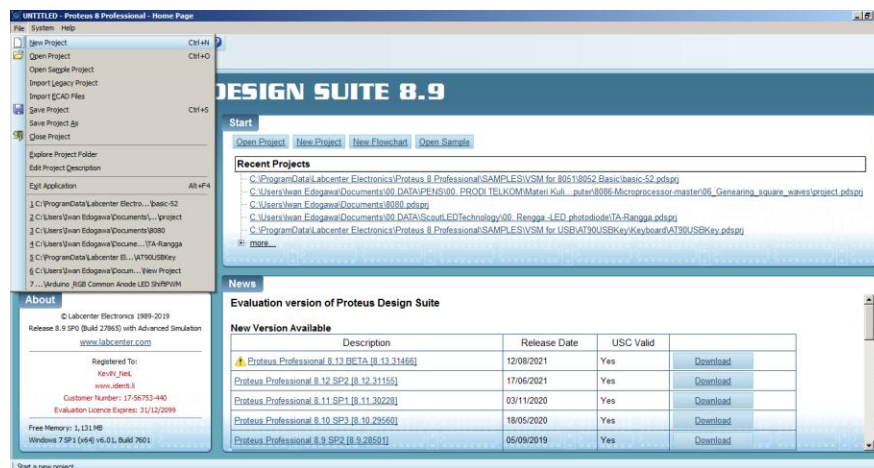 UNTITLED - Proteus 8 Professional - Home Page
File System Help
New Project Ctrl+N
Open Project Ctrl+O
Open Sample Project
Import Legacy Project
Import ECAD Files
Save Project Ctrl+S
Save Project As
Close Project
Explore Project Folder
Edit Project Description
Exit Application Alt+F4
1 C:\ProgramData\Labcenter Electro...\basic-52
2 C:\Users\Iwan Edogawa\Documents\...\project
3 C:\Users\Iwan Edogawa\Documents\8080
4 C:\Users\Iwan Edogawa\Docume...\TA-Rangga
5 C:\ProgramData\Labcenter El...\AT90USBKey
6 C:\Users\Iwan Edogawa\Docum...\New Project
7 ...\Arduino_RGB Common Anode LED ShiftPWM
DESIGN SUITE 8.9
Start
Open Project New Project New Flowchart Open Sample
Recent Projects
C:\ProgramData\Labcenter Electronics\Proteus 8 Professional\SAMPLES\VSM for 8051\8052 Basic\basic-52.pdsprj
C:\Users\Iwan Edogawa\Documents\00.DATA\PENS\00. PRODI TELKOM\Materi Kuli...puter\8086-Microprocessor-master\06_Genearing_square_waves\project.pdsprj
C:\Users\Iwan Edogawa\Documents\8080.pdsprj
C:\Users\Iwan Edogawa\Documents\00.DATA\ScoutLEDTechnology\00. Rengga -LED photodiode\TA-Rangga.pdsprj
C:\ProgramData\Labcenter Electronics\Proteus 8 Professional\SAMPLES\VSM for USB\AT90USBKey\Keyboard\AT90USBKey.pdsprj
more...
About
© Labcenter Electronics 1989-2019
Release 8.9 SP0 (Build 27865) with Advanced Simulation
www.labcenter.com
Registered To:
KeviN_NeiL
www.identi.li
Customer Number: 17-56753-440
Evaluation Licence Expires: 31/12/2099
Free Memory: 1,131 MB
Windows 7 SP1 (x64) v6.01, Build 7601
News
Evaluation version of Proteus Design Suite
New Version Available
Description Release Date USC Valid
Proteus Professional 8.13 BETA [8.13.31466] 12/08/2021 Yes Download
Proteus Professional 8.12 SP2 [8.12.31155] 17/06/2021 Yes Download
Proteus Professional 8.11 SP1 [8.11.30228] 03/11/2020 Yes Download
Proteus Professional 8.10 SP3 [8.10.29560] 18/05/2020 Yes Download
Proteus Professional 8.9 SP2 [8.9.28501] 05/09/2019 Yes Download
Start a new project